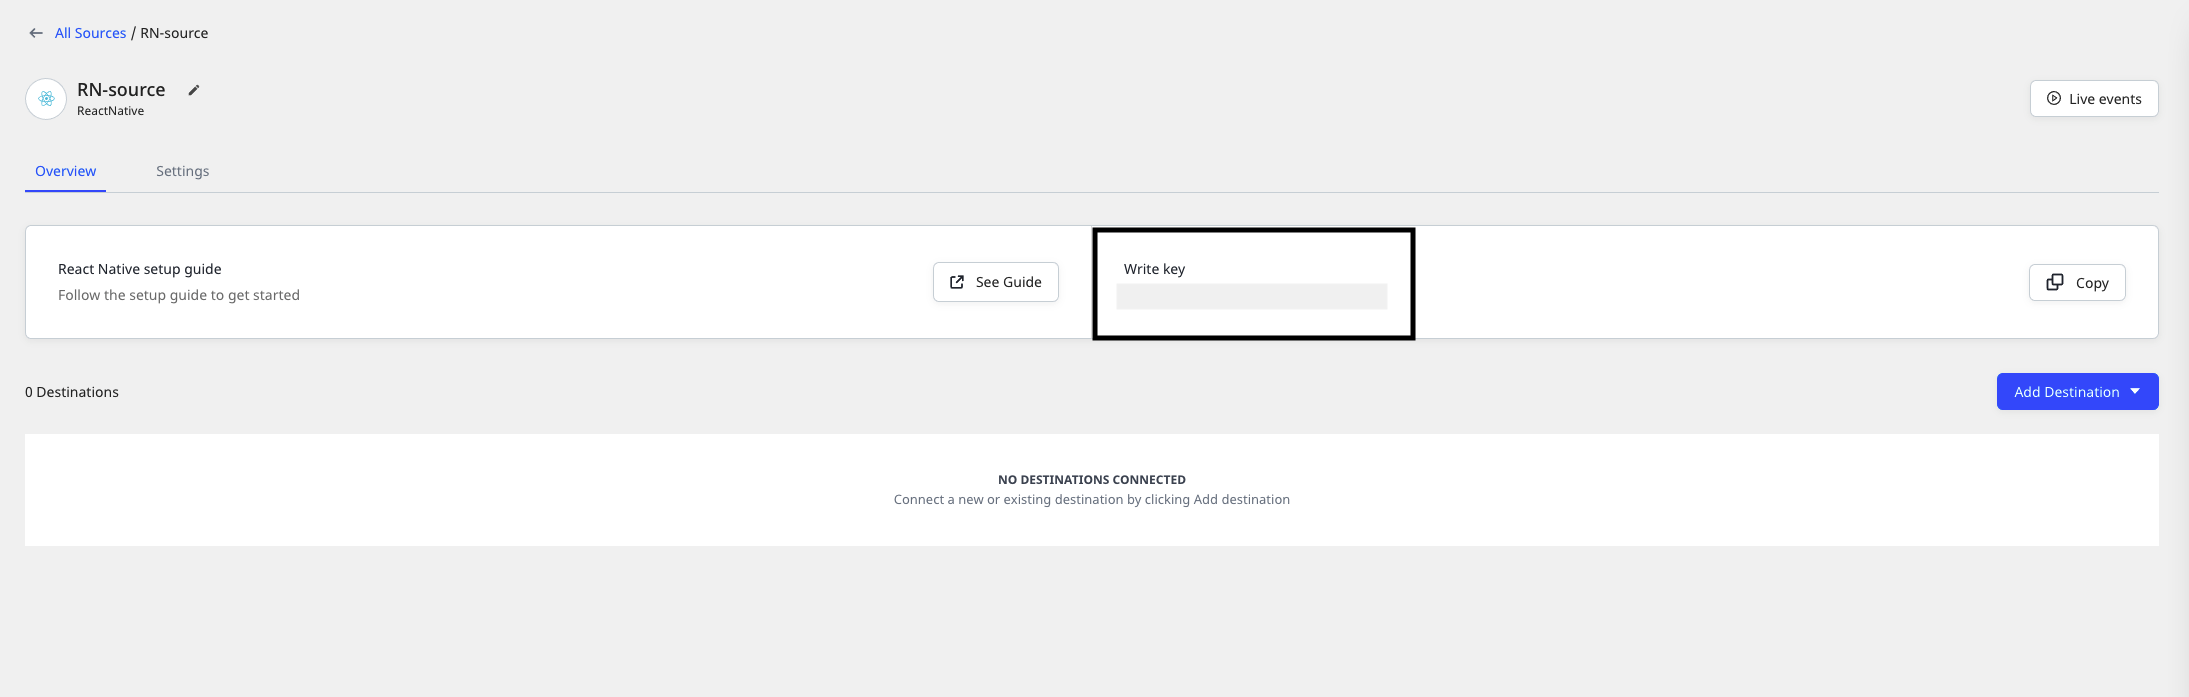 All Sources / RN-source
RN-source
ReactNative
Live events
Overview
Settings
React Native setup guide
Follow the setup guide to get started
See Guide
Write key
Copy
0 Destinations
Add Destination
NO DESTINATIONS CONNECTED
Connect a new or existing destination by clicking Add destination